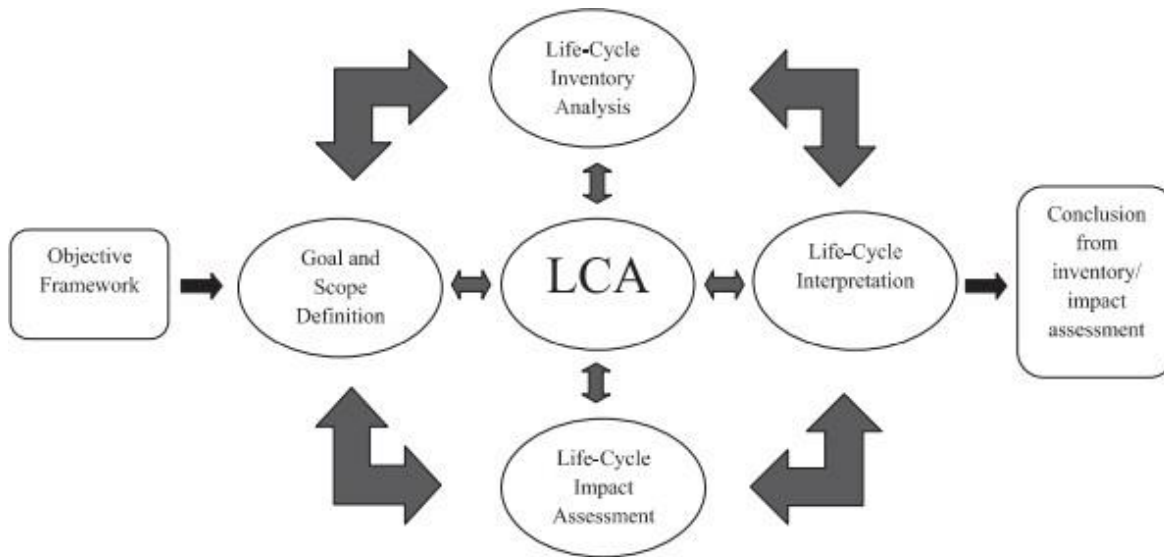 Life-Cycle
Inventory
Analysis
Objective
Framework
Goal and
Scope
Definition
LCA
Life-Cycle
Interpretation
Conclusion
from
inventory/
impact
assessment
Life-Cycle
Impact
Assessment